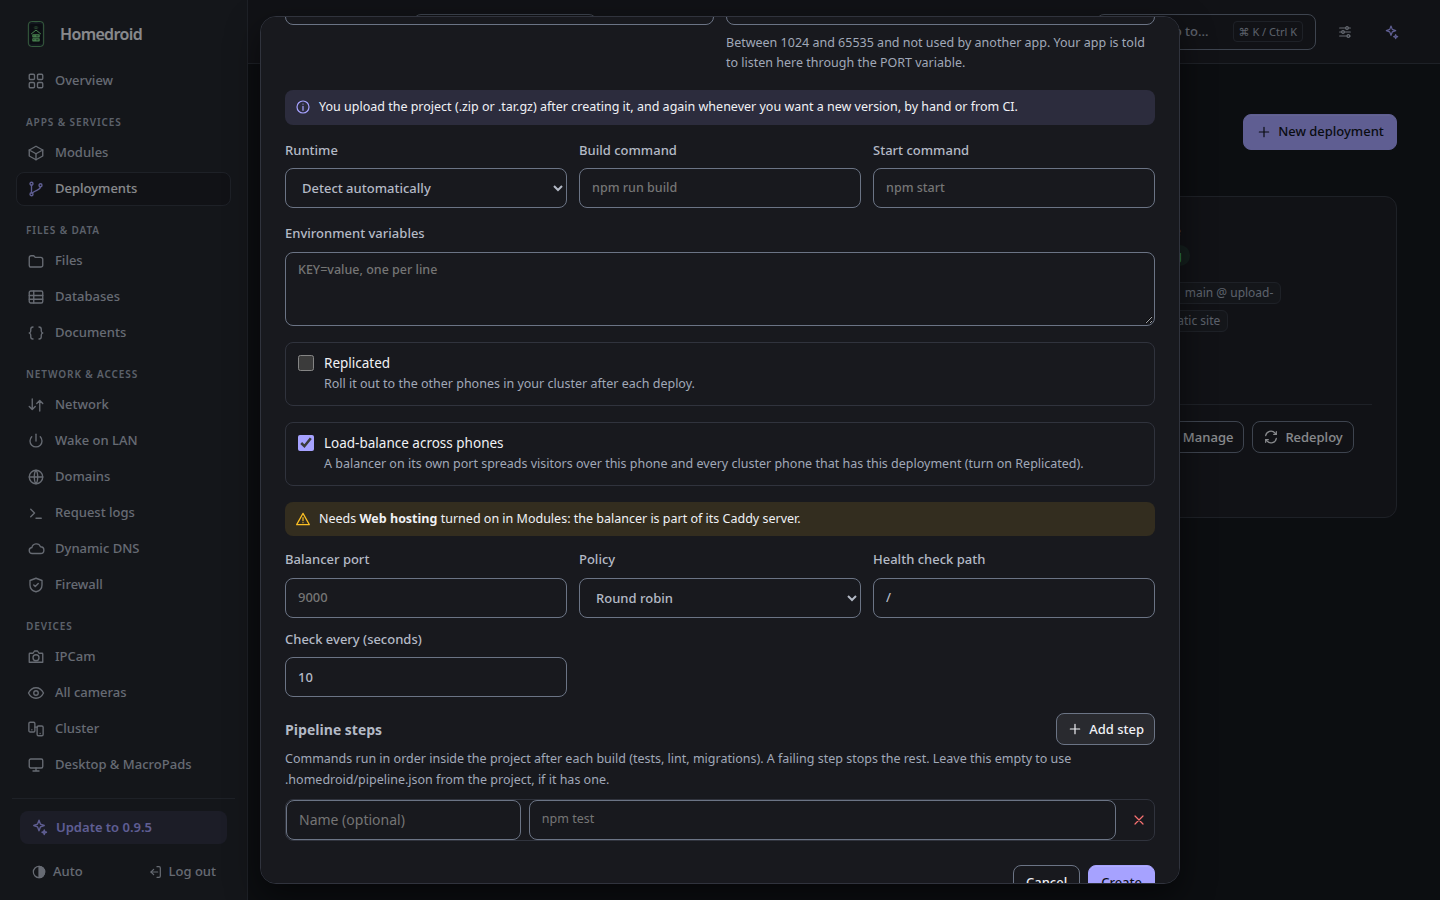 Homedroid
Overview
APPS & SERVICES
Modules
Deployments
FILES & DATA
Files
Databases
Documents
NETWORK & ACCESS
Network
Wake on LAN
Domains
Request logs
Dynamic DNS
Firewall
DEVICES
IPCam
All cameras
Cluster
Desktop & MacroPads
Update to 0.9.5
Auto
Log out
to...
⌘ K / Ctrl K
New deployment
main @ upload-
atic site
Manage
Redeploy
Between 1024 and 65535 and not used by another app. Your app is told
to listen here through the PORT variable.
You upload the project (.zip or .tar.gz) after creating it, and again whenever you want a new version, by hand or from CI.
Runtime
Build command
Start command
Detect automatically
npm run build
npm start
Environment variables
KEY=value, one per line
Replicated
Roll it out to the other phones in your cluster after each deploy.
Load-balance across phones
A balancer on its own port spreads visitors over this phone and every cluster phone that has this deployment (turn on Replicated).
Needs Web hosting turned on in Modules: the balancer is part of its Caddy server.
Balancer port
Policy
Health check path
9000
Round robin
/
Check every (seconds)
10
Pipeline steps
Add step
Commands run in order inside the project after each build (tests, lint, migrations). A failing step stops the rest. Leave this empty to use
.homedroid/pipeline.json from the project, if it has one.
Name (optional)
npm test
Cancel
Create